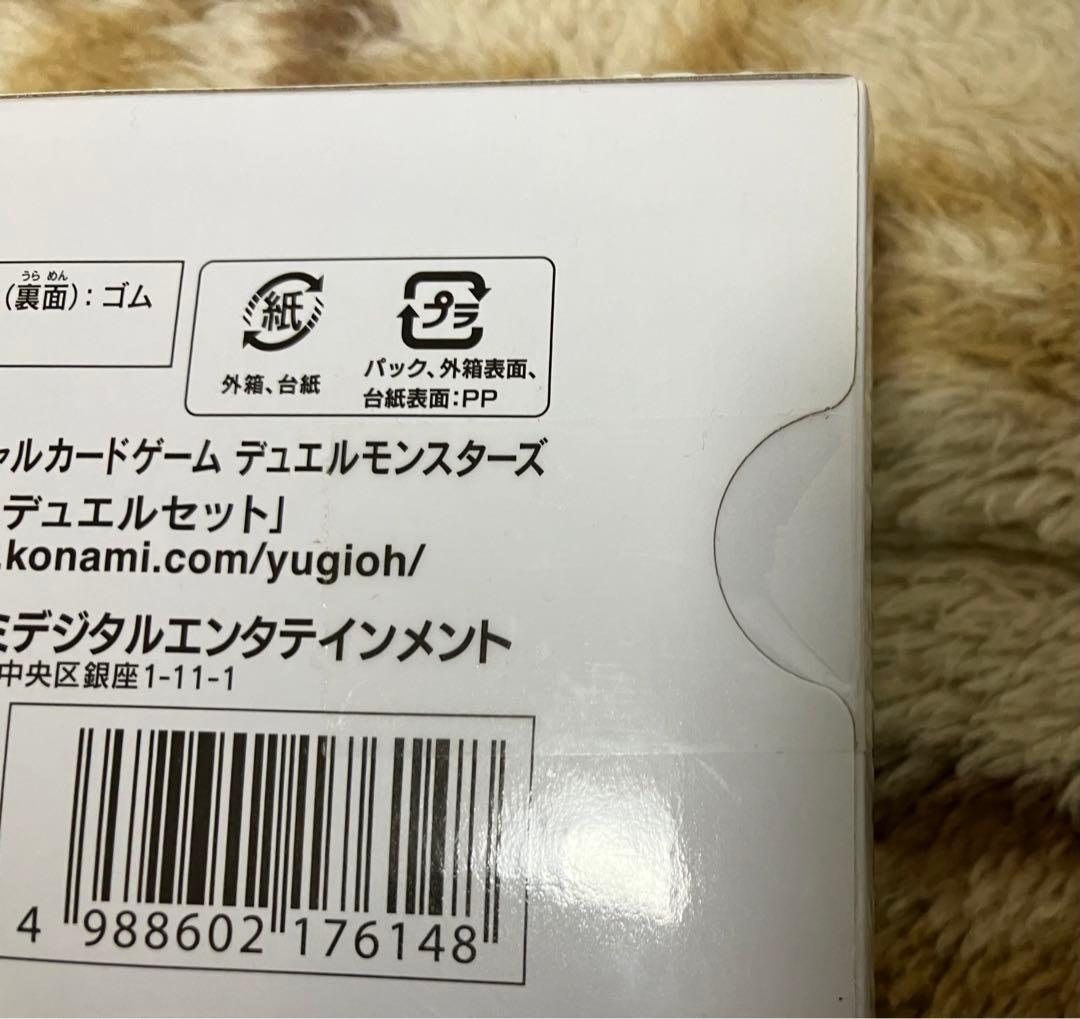 うらめん
(裏面):ゴム
紙
プラ
外箱、台紙
パック、外箱表面、
台紙表面:PP
ャルカードゲーム デュエルモンスターズ
デュエルセット」
.konami.com/yugioh/
ミデジタルエンタテインメント
中央区銀座1-11-1
4 988602 176148